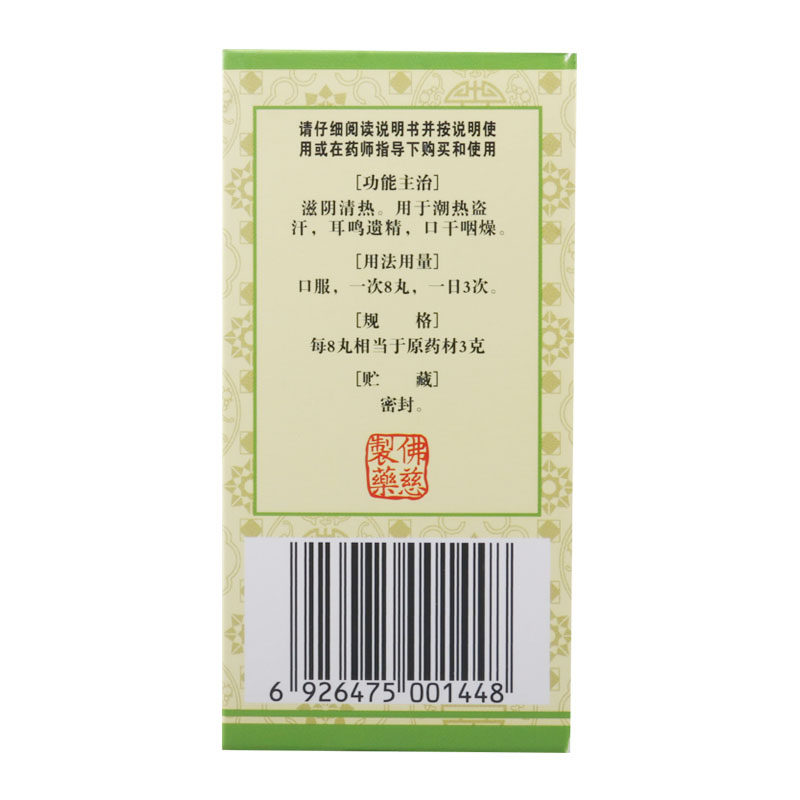 请仔细阅读说明书并按说明使
用或在药师指导下购买和使用
[功能主治]
滋阴清热。用于潮热盗
汗，耳鸣遗精，口干咽燥。
[用法用量]
口服，一次8丸，一日3次。
[规　　格]
每8丸相当于原药材3克
[贮　　藏]
密封。
佛慈
製藥
6 926475 001448